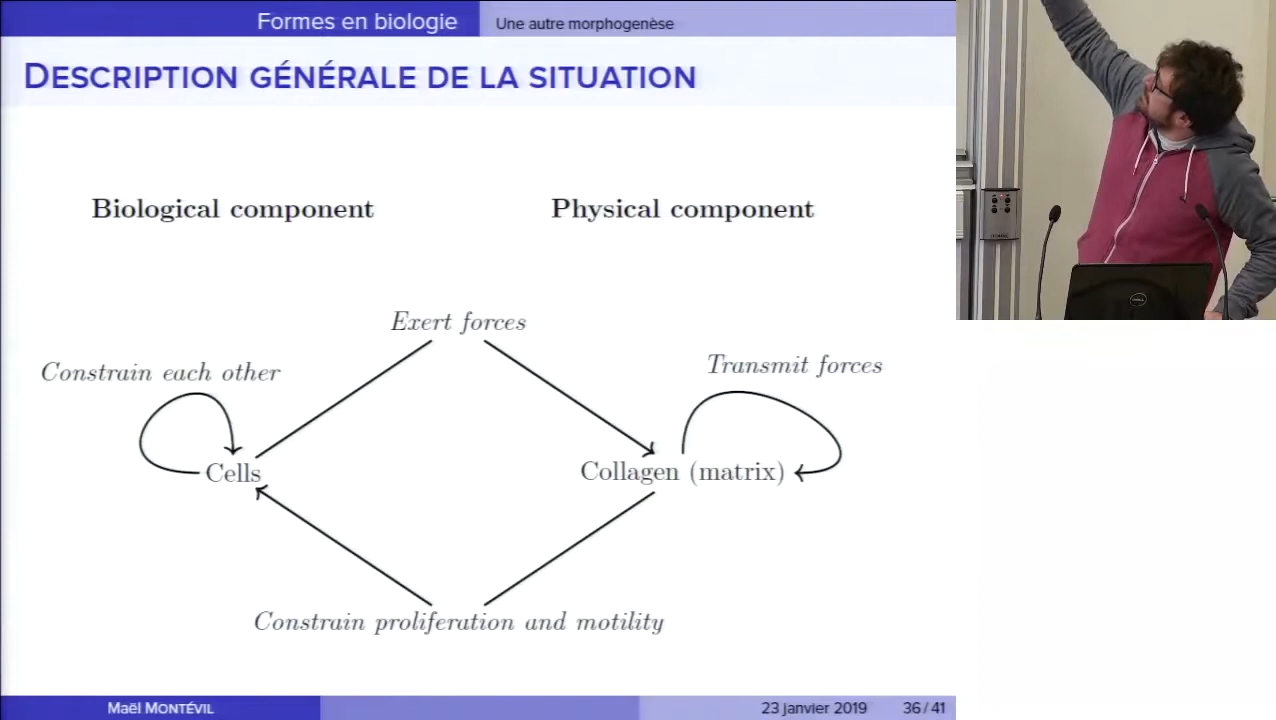 Formes en biologie
Une autre morphogenèse
DESCRIPTION GÉNÉRALE DE LA SITUATION
Biological component
Physical component
Exert forces
Constrain each other
Transmit forces
Cells
Collagen (matrix)
Constrain proliferation and motility
Maël MONTÉVIL
23 janvier 2019
36 / 41
DELL